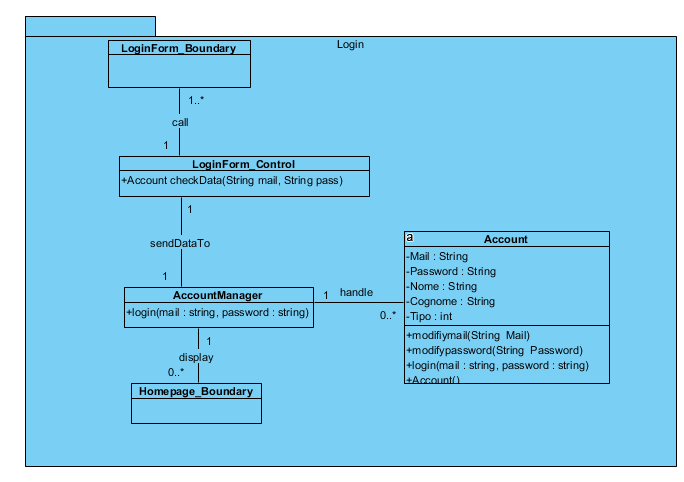 Login
LoginForm_Boundary
1..*
call
1
LoginForm_Control
+Account checkData(String mail, String pass)
1
sendDataTo
1
AccountManager
+login(mail : string, password : string)
1
handle
0..*
a
Account
-Mail : String
-Password : String
-Nome : String
-Cognome : String
-Tipo : int
+modifiymail(String Mail)
+modifypassword(String Password)
+login(mail : string, password : string)
+Account()
1
display
0..*
Homepage_Boundary